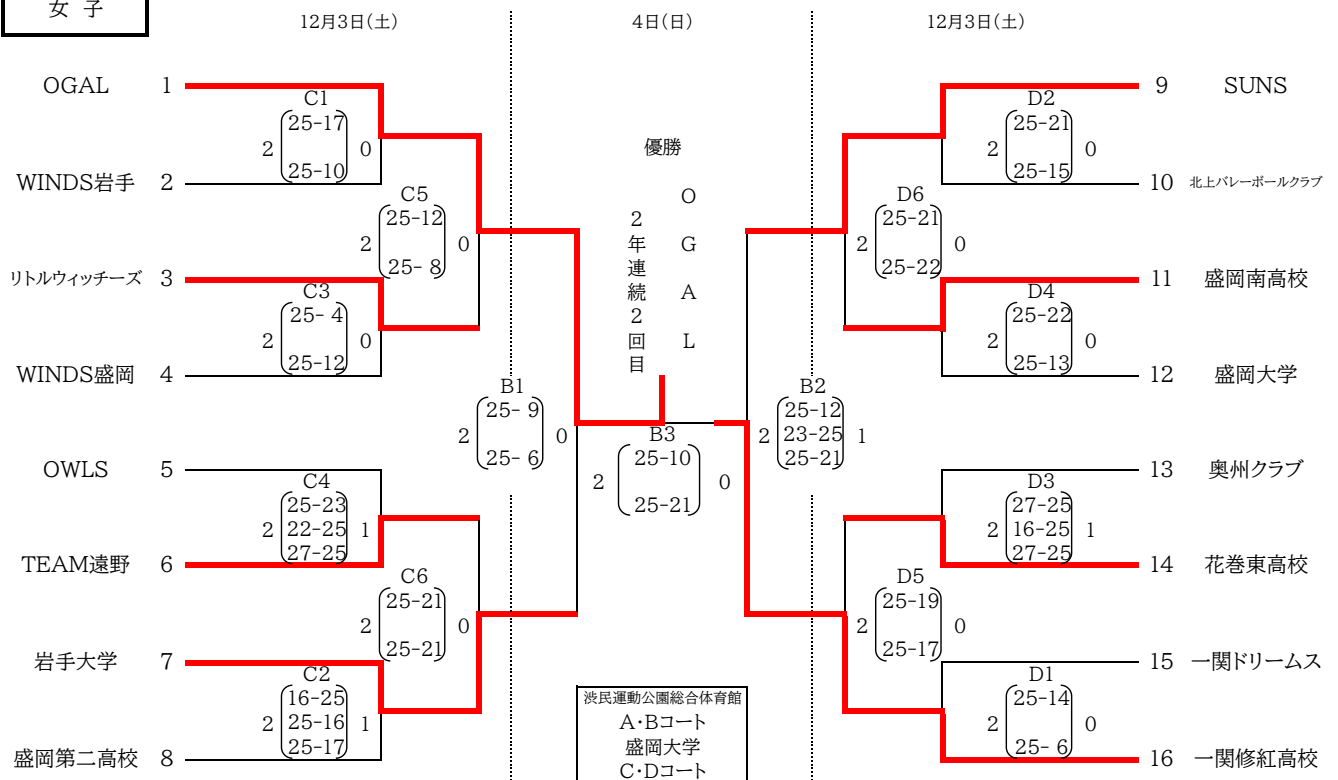 女 子
12月3日(土)
4日(日)
12月3日(土)
OGAL 1
C1
25-17
2 0
25-10
WINDS岩手 2
C5
25-12
2 0
25- 8
リトルウィッチーズ 3
C3
25- 4
2 0
25-12
WINDS盛岡 4
B1
25- 9
2 0
25- 6
OWLS 5
C4
25-23
2 22-25 1
27-25
TEAM遠野 6
C6
25-21
2 0
25-21
岩手大学 7
C2
16-25
2 25-16 1
25-17
盛岡第二高校 8
優勝
OGAL
2年連続2回目
B3
25-10
2 0
25-21
渋民運動公園総合体育館
A・Bコート
盛岡大学
C・Dコート
9 SUNS
D2
25-21
2 0
25-15
10 北上バレーボールクラブ
D6
25-21
2 0
25-22
11 盛岡南高校
D4
25-22
2 0
25-13
12 盛岡大学
B2
25-12
2 23-25 1
25-21
13 奥州クラブ
D3
27-25
2 16-25 1
27-25
14 花巻東高校
D5
25-19
2 0
25-17
15 一関ドリームス
D1
25-14
2 0
25- 6
16 一関修紅高校